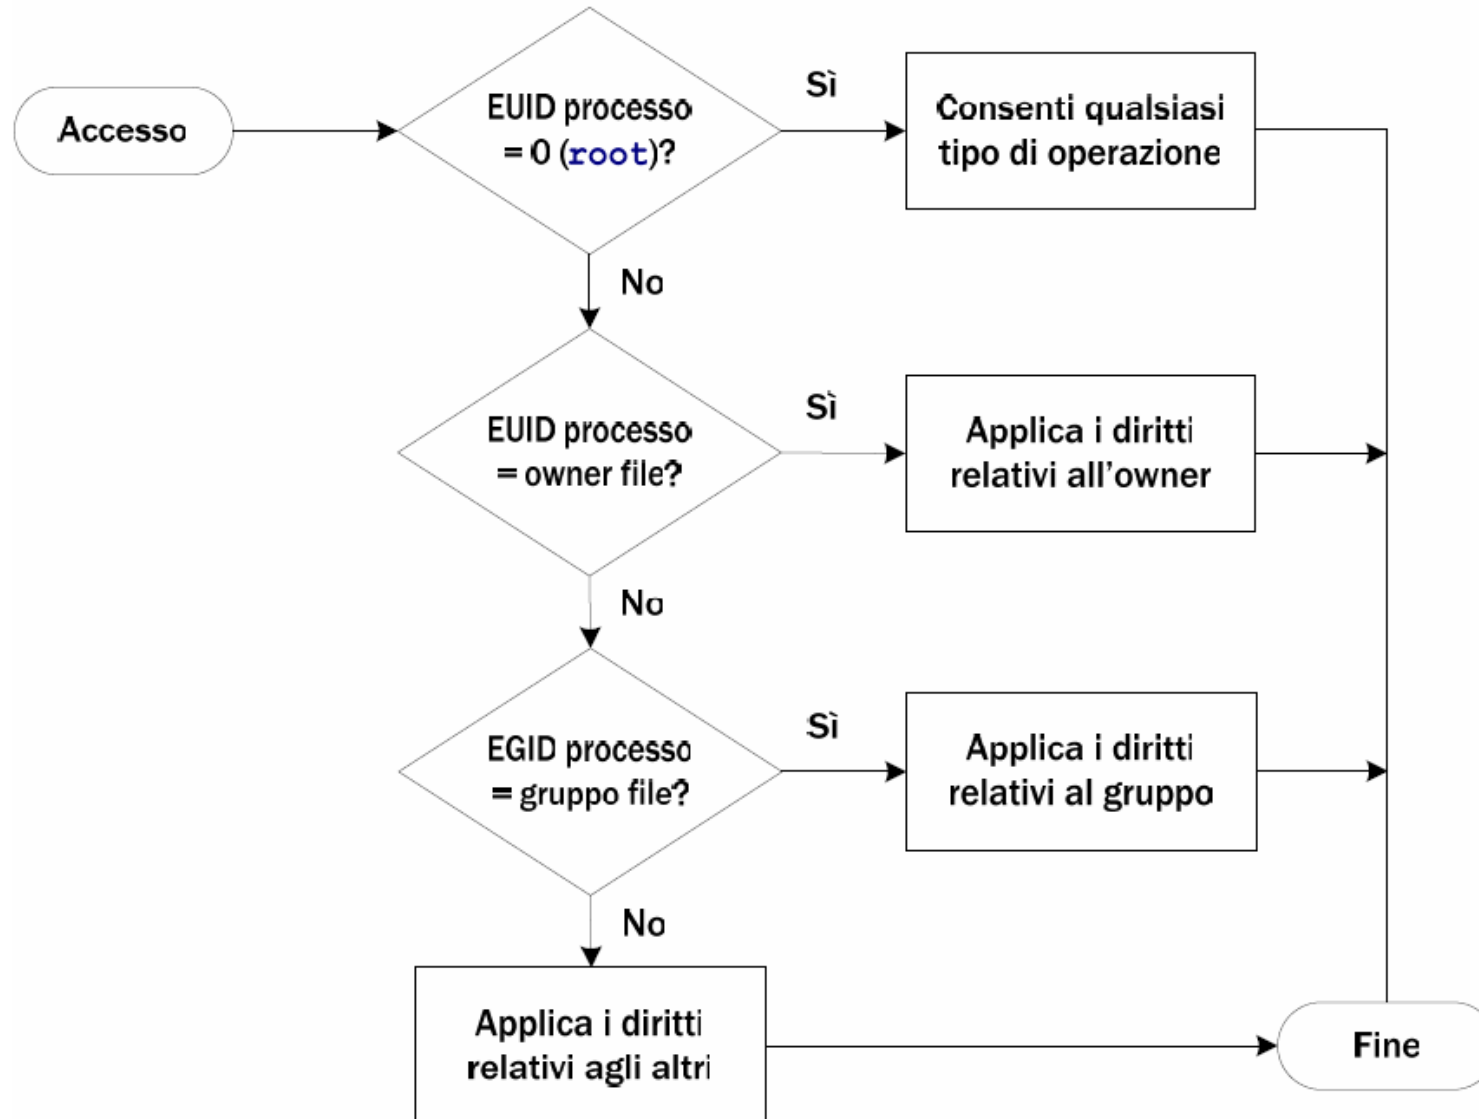 Accesso
EUID processo
= 0 (root)?
Sì
Consenti qualsiasi
tipo di operazione
No
EUID processo
= owner file?
Sì
Applica i diritti
relativi all'owner
No
EGID processo
= gruppo file?
Sì
Applica i diritti
relativi al gruppo
No
Applica i diritti
relativi agli altri
Fine